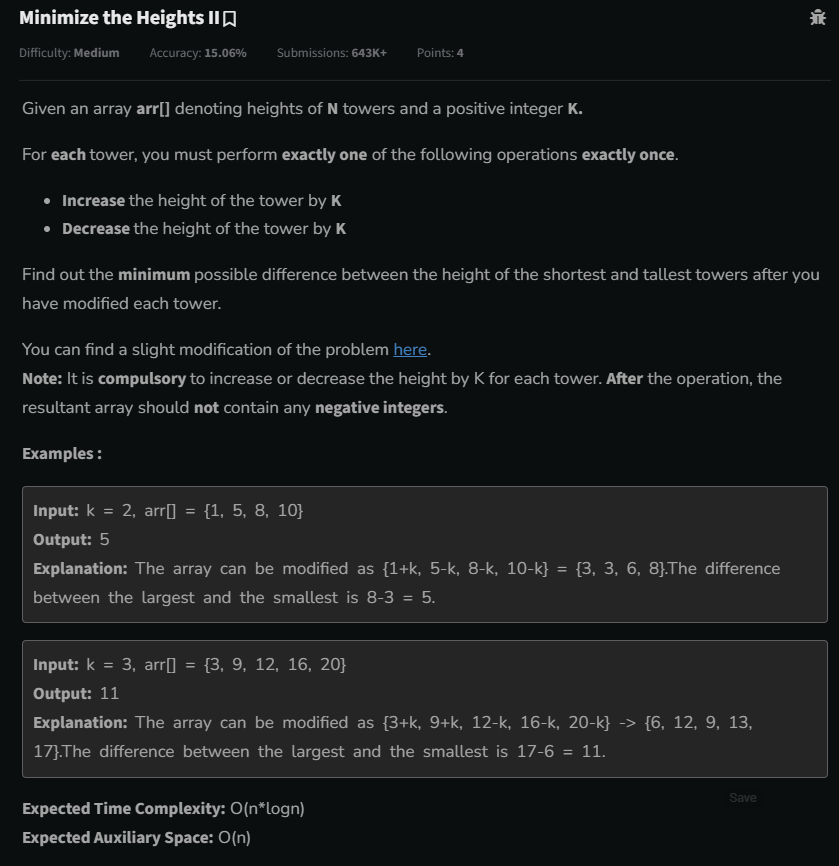 Minimize the Heights II
Difficulty: Medium Accuracy: 15.06% Submissions: 643K+ Points: 4
Given an array arr[] denoting heights of N towers and a positive integer K.
For each tower, you must perform exactly one of the following operations exactly once.
• Increase the height of the tower by K
• Decrease the height of the tower by K
Find out the minimum possible difference between the height of the shortest and tallest towers after you
have modified each tower.
You can find a slight modification of the problem here.
Note: It is compulsory to increase or decrease the height by K for each tower. After the operation, the
resultant array should not contain any negative integers.
Examples :
Input: k = 2, arr[] = {1, 5, 8, 10}
Output: 5
Explanation: The array can be modified as {1+k, 5-k, 8-k, 10-k} = {3, 3, 6, 8}.The difference
between the largest and the smallest is 8-3 = 5.
Input: k = 3, arr[] = {3, 9, 12, 16, 20}
Output: 11
Explanation: The array can be modified as {3+k, 9+k, 12-k, 16-k, 20-k} -> {6, 12, 9, 13,
17}.The difference between the largest and the smallest is 17-6 = 11.
Save
Expected Time Complexity: O(n*logn)
Expected Auxiliary Space: O(n)